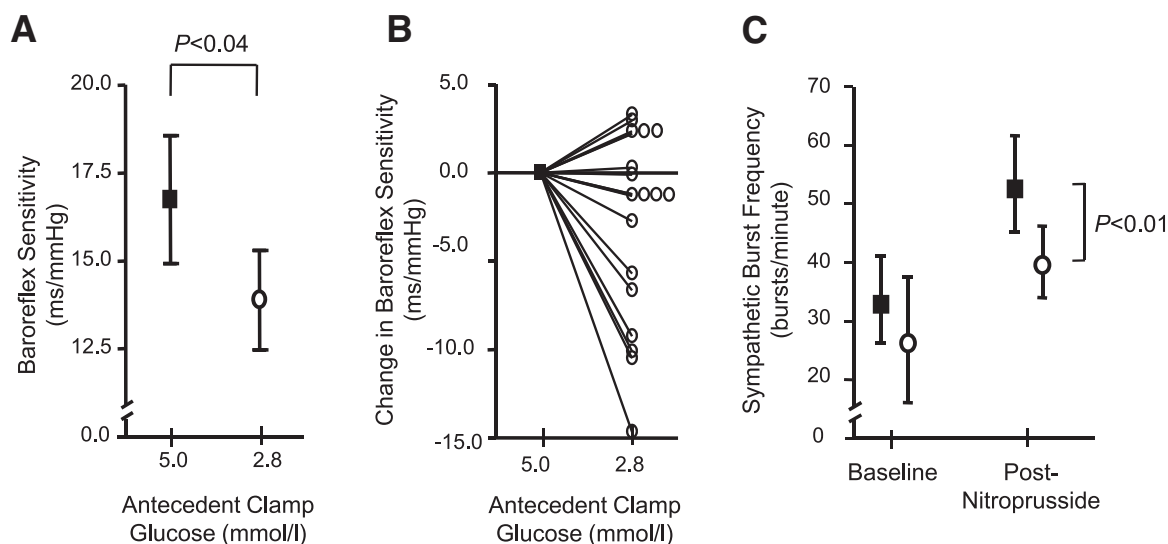 A
P<0.04
20.0
17.5
15.0
12.5
0.0
Baroreflex Sensitivity
(ms/mmHg)
5.0
2.8
Antecedent Clamp
Glucose (mmol/l)
B
5.0
0.0
-5.0
-10.0
-15.0
Change in Baroreflex Sensitivity
(ms/mmHg)
5.0
2.8
Antecedent Clamp
Glucose (mmol/l)
C
70
60
50
40
30
20
0
Sympathetic Burst Frequency
(bursts/minute)
P<0.01
Baseline
Post-
Nitroprusside